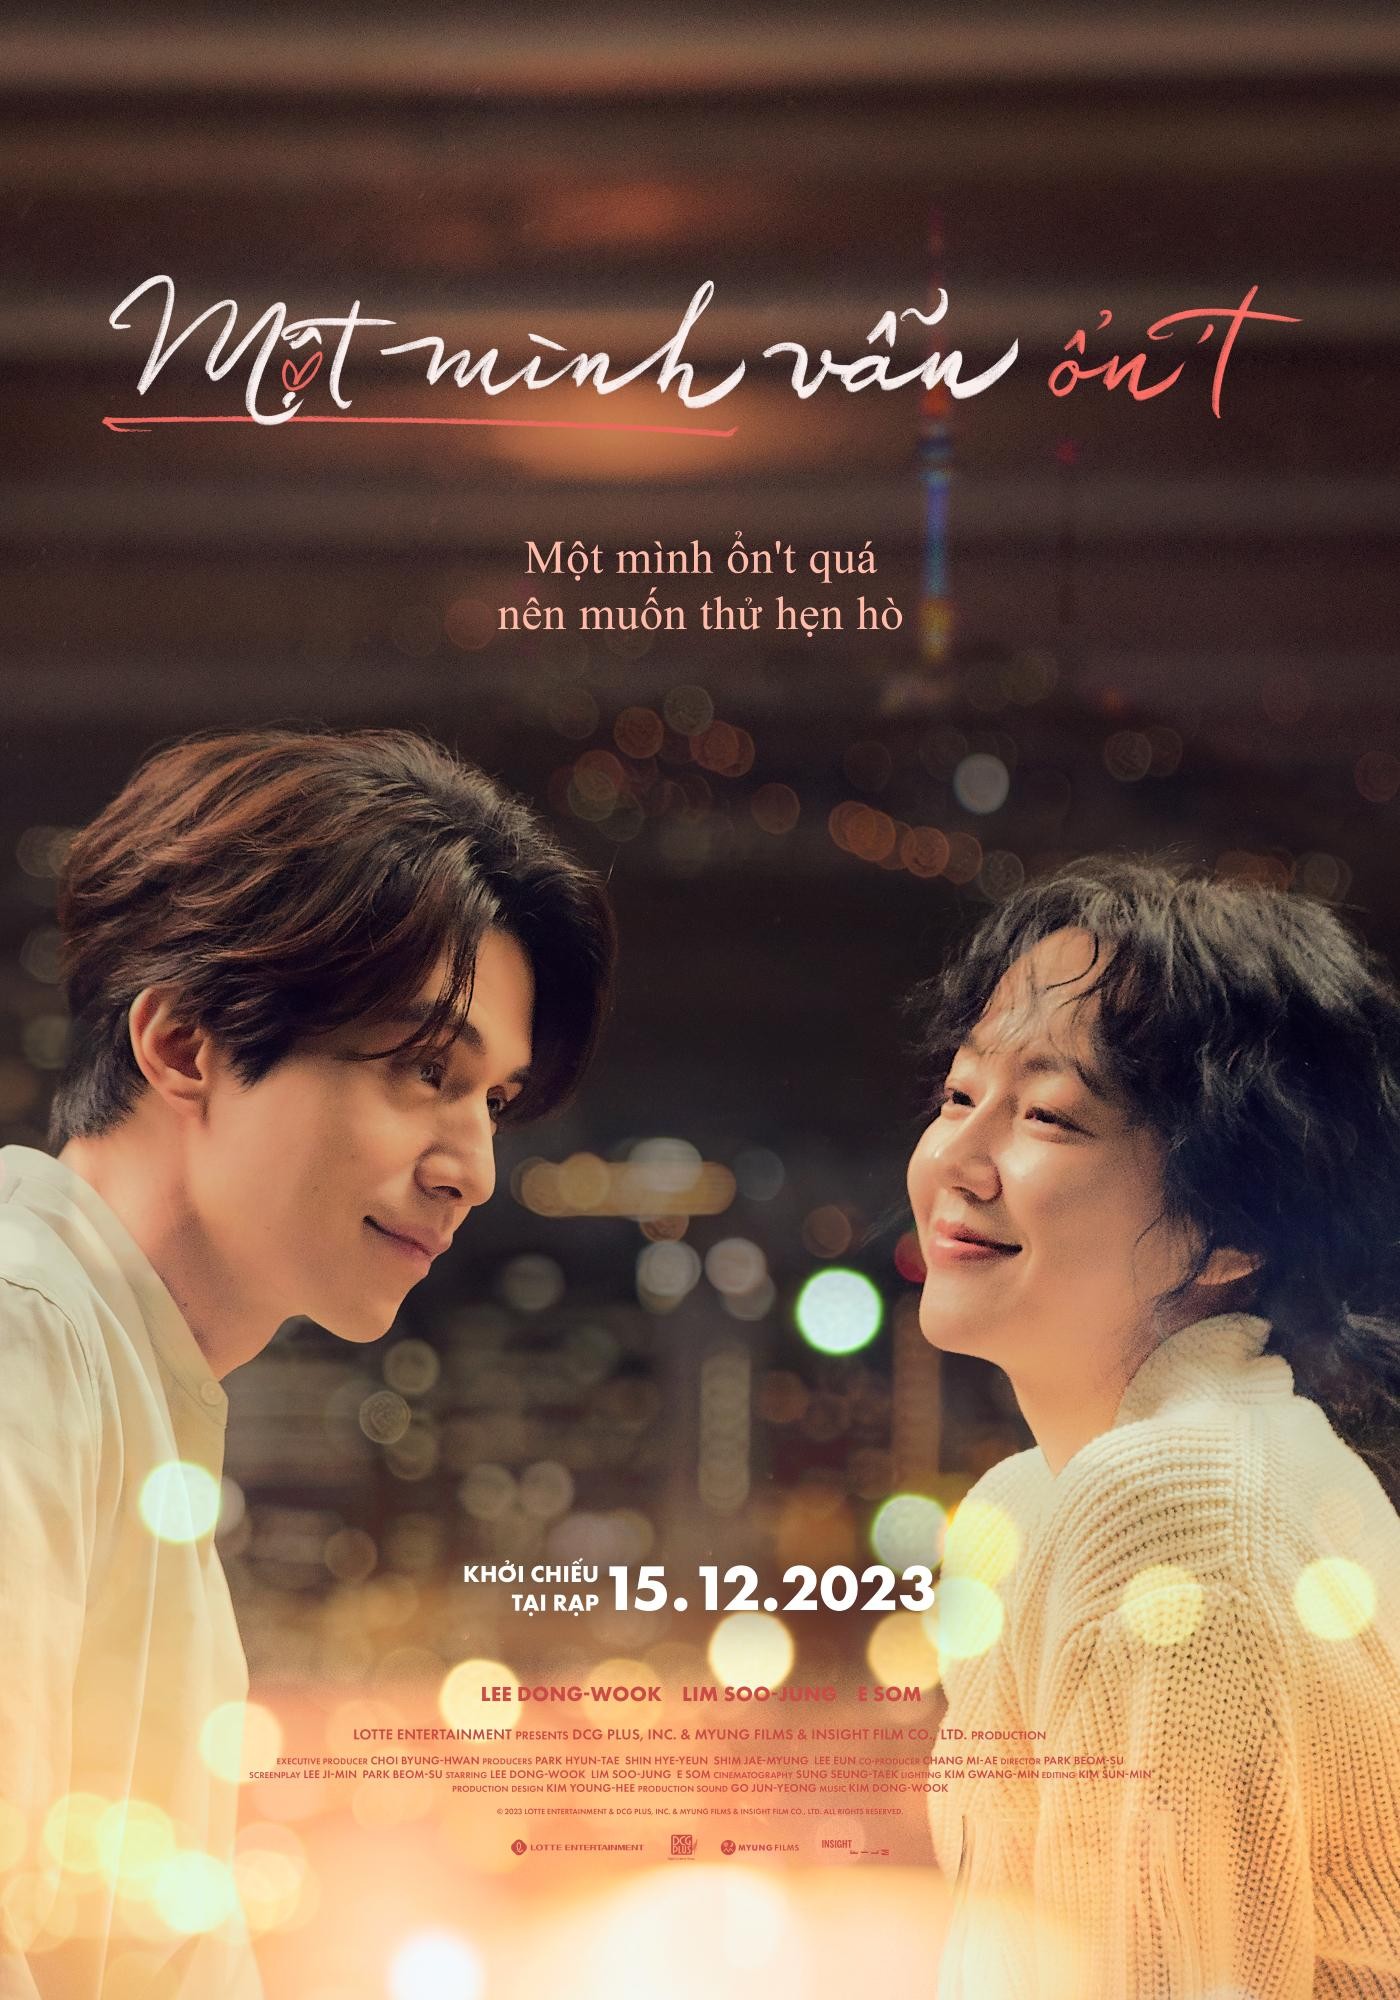 Một mình vẫn ổn't
Một mình ổn't quá
nên muốn thử hẹn hò
KHỞI CHIẾU
TẠI RẠP 15.12.2023
LEE DONG-WOOK LIM SOO-JUNG E SOM
LOTTE ENTERTAINMENT PRESENTS DCG PLUS, INC. & MYUNG FILMS & INSIGHT FILM CO., LTD. PRODUCTION
EXECUTIVE PRODUCER CHOI BYUNG-HWAN PRODUCERS PARK HYUN-TAE SHIN HYE-YEUN SHIM JAE-MYUNG LEE EUN CO-PRODUCER CHANG MI-AE DIRECTOR PARK BEOM-SU
SCREENPLAY LEE JI-MIN PARK BEOM-SU STARRING LEE DONG-WOOK LIM SOO-JUNG E SOM CINEMATOGRAPHY SUNG SEUNG-TAEK LIGHTING KIM GWANG-MIN EDITING KIM SUN-MIN
PRODUCTION DESIGN KIM YOUNG-HEE PRODUCTION SOUND GO JUN-YEONG MUSIC KIM DONG-WOOK
© 2023 LOTTE ENTERTAINMENT & DCG PLUS, INC. & MYUNG FILMS & INSIGHT FILM CO., LTD. ALL RIGHTS RESERVED.
LOTTE ENTERTAINMENT DCG PLUS MYUNG FILMS INSIGHT FILM